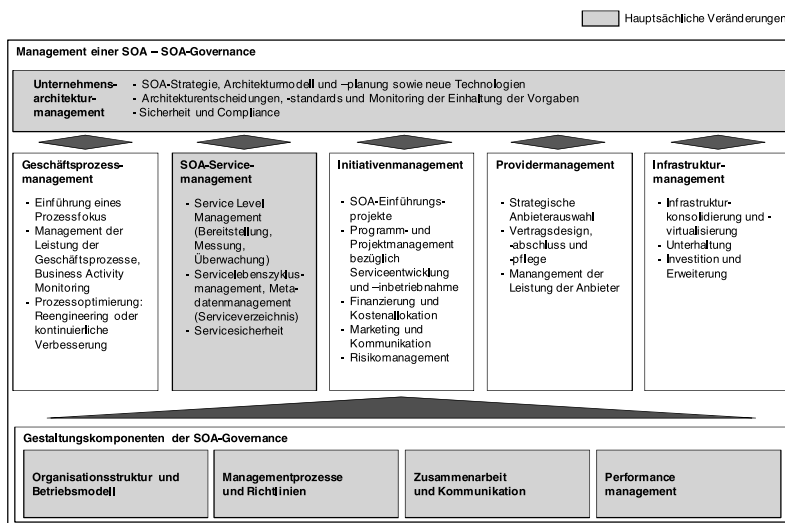 Hauptsächliche Veränderungen
Management einer SOA – SOA-Governance
Unternehmens-
architektur-
management
- SOA-Strategie, Architekturmodell und –planung sowie neue Technologien
- Architekturentscheidungen, -standards und Monitoring der Einhaltung der Vorgaben
- Sicherheit und Compliance
Geschäftsprozess-
management
- Einführung eines
Prozessfokus
- Management der
Leistung der
Geschäftsprozesse,
Business Activity
Monitoring
- Prozessoptimierung:
Reengineering oder
kontinuierliche
Verbesserung
SOA-Service-
management
- Service Level
Management
(Bereitstellung,
Messung,
Überwachung)
- Servicelebenszyklus-
management, Meta-
datenmanagement
(Serviceverzeichnis)
- Servicesicherheit
Initiativenmanagement
- SOA-Einführungs-
projekte
- Programm- und
Projektmanagement
bezüglich
Serviceentwicklung
und –inbetriebnahme
- Finanzierung und
Kostenallokation
- Marketing und
Kommunikation
- Risikomanagement
Providermanagement
- Strategische
Anbieterauswahl
- Vertragsdesign,
-abschluss und
-pflege
- Manangement der
Leistung der Anbieter
Infrastruktur-
management
- Infrastruktur-
konsolidierung und -
virtualisierung
- Unterhaltung
- Investition und
Erweiterung
Gestaltungskomponenten der SOA-Governance
Organisationsstruktur und
Betriebsmodell
Managementprozesse
und Richtlinien
Zusammenarbeit
und Kommunikation
Performance
management